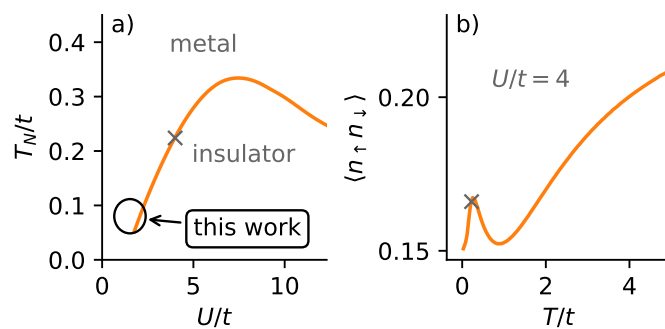 a)
metal
insulator
this work
T_N/t
0.4
0.3
0.2
0.1
0.0
0 5 10
U/t
b)
U/t = 4
⟨n↑n↓⟩
0.20
0.15
0 2 4
T/t